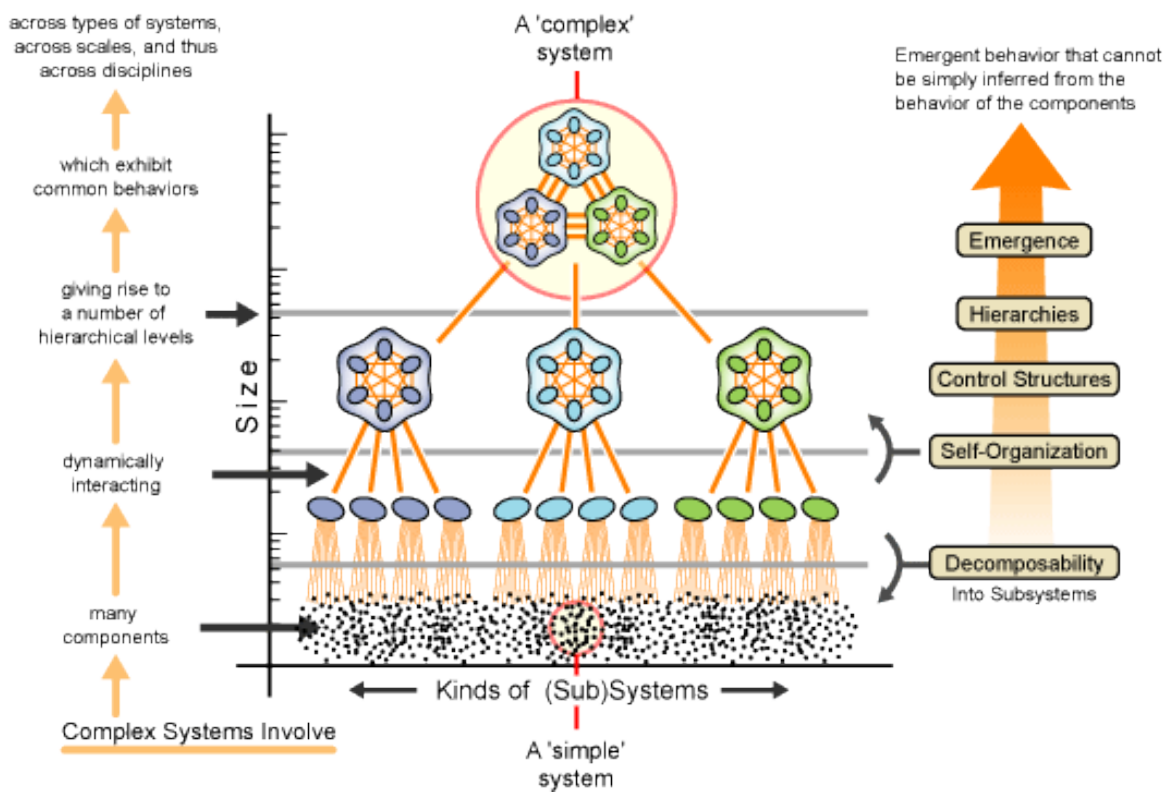 across types of systems,
across scales, and thus
across disciplines
which exhibit
common behaviors
giving rise to
a number of
hierarchical levels
dynamically
interacting
many
components
Complex Systems Involve
A 'complex'
system
Size
Kinds of (Sub)Systems
A 'simple'
system
Emergent behavior that cannot
be simply inferred from the
behavior of the components
Emergence
Hierarchies
Control Structures
Self-Organization
Decomposability
Into Subsystems